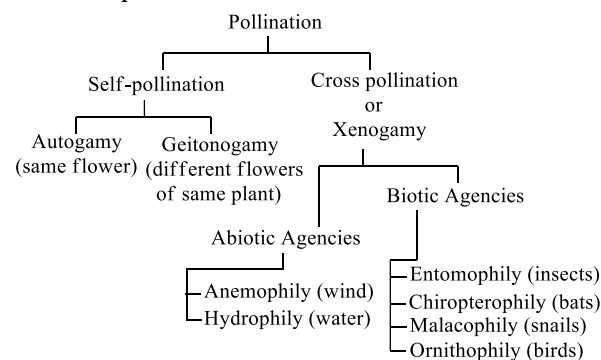 Pollination
Self-pollination
Cross pollination
or
Xenogamy
Autogamy
(same flower)
Geitonogamy
(different flowers
of same plant)
Abiotic Agencies
Anemophily (wind)
Hydrophily (water)
Biotic Agencies
Entomophily (insects)
Chiropterophily (bats)
Malacophily (snails)
Ornithophily (birds)